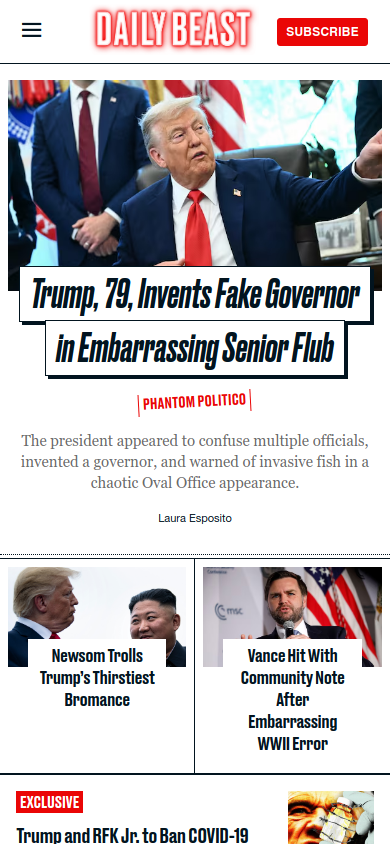 DAILY BEAST
SUBSCRIBE
Trump, 79, Invents Fake Governor
in Embarrassing Senior Flub
PHANTOM POLITICO
The president appeared to confuse multiple officials,
invented a governor, and warned of invasive fish in a
chaotic Oval Office appearance.
Laura Esposito
Newsom Trolls
Trump's Thirstiest
Bromance
msc
Vance Hit With
Community Note
After
Embarrassing
WWII Error
EXCLUSIVE
Trump and RFK Jr. to Ban COVID-19